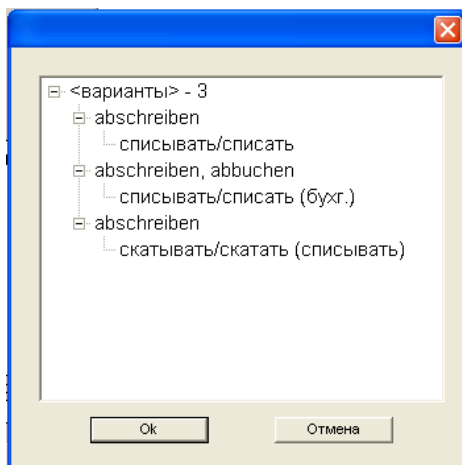 <варианты> - 3
abschreiben
списывать/списать
abschreiben, abbuchen
списывать/списать (бухг.)
abschreiben
скатывать/скатать (списывать)
Ok
Отмена